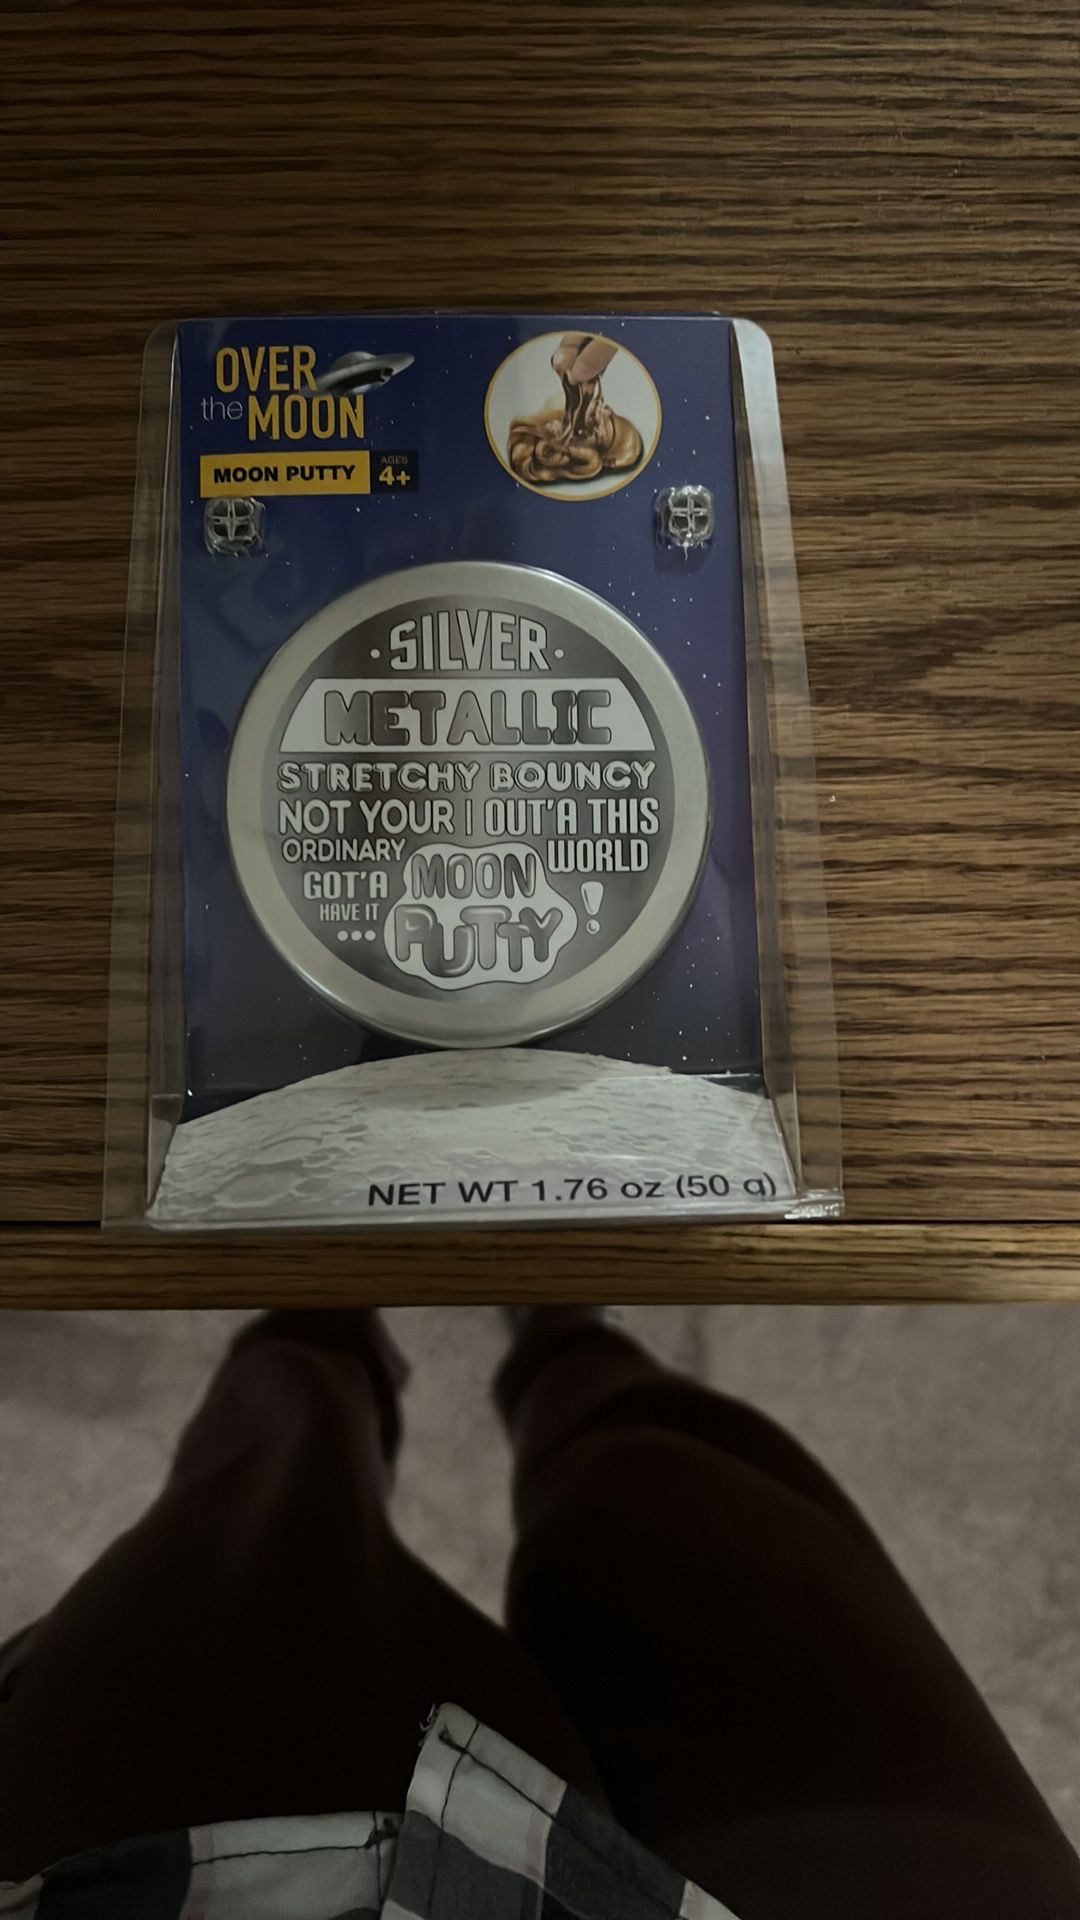 OVER
the MOON
MOON PUTTY
AGES
4+
• SILVER •
METALLIC
STRETCHY BOUNCY
NOT YOUR | OUT'A THIS
ORDINARY
WORLD
GOT'A
HAVE IT
...
MOON
PUTTY
!
NET WT 1.76 oz (50 g)